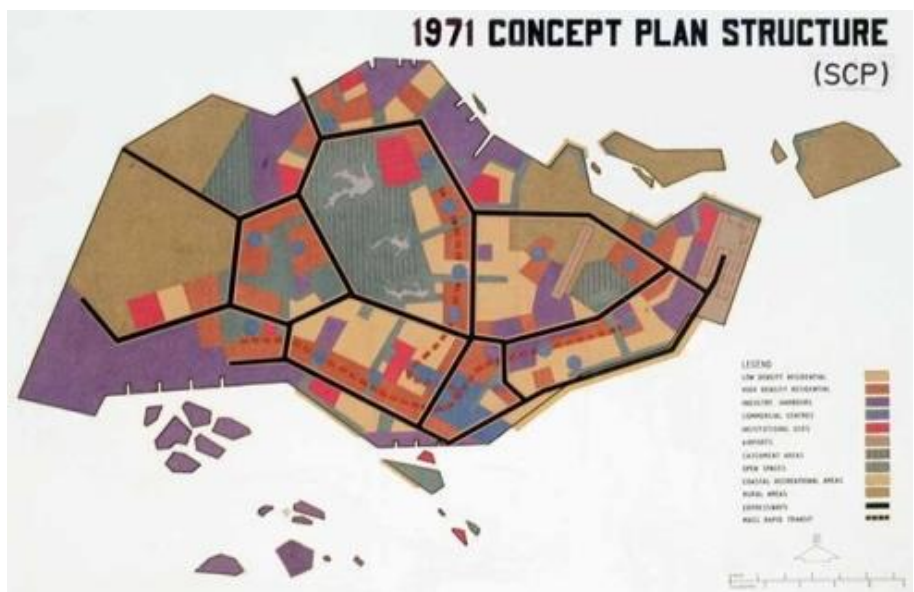 1971 CONCEPT PLAN STRUCTURE
(SCP)
LEGEND
LOW DENSITY RESIDENTIAL
HIGH DENSITY RESIDENTIAL
INDUSTRY, HARBOURS
COMMERCIAL CENTRES
INSTITUTIONAL USES
AIRPORTS
CATCHMENT AREAS
OPEN SPACES
COASTAL RECREATIONAL AREAS
RURAL AREAS
EXPRESSWAYS
MASS RAPID TRANSIT